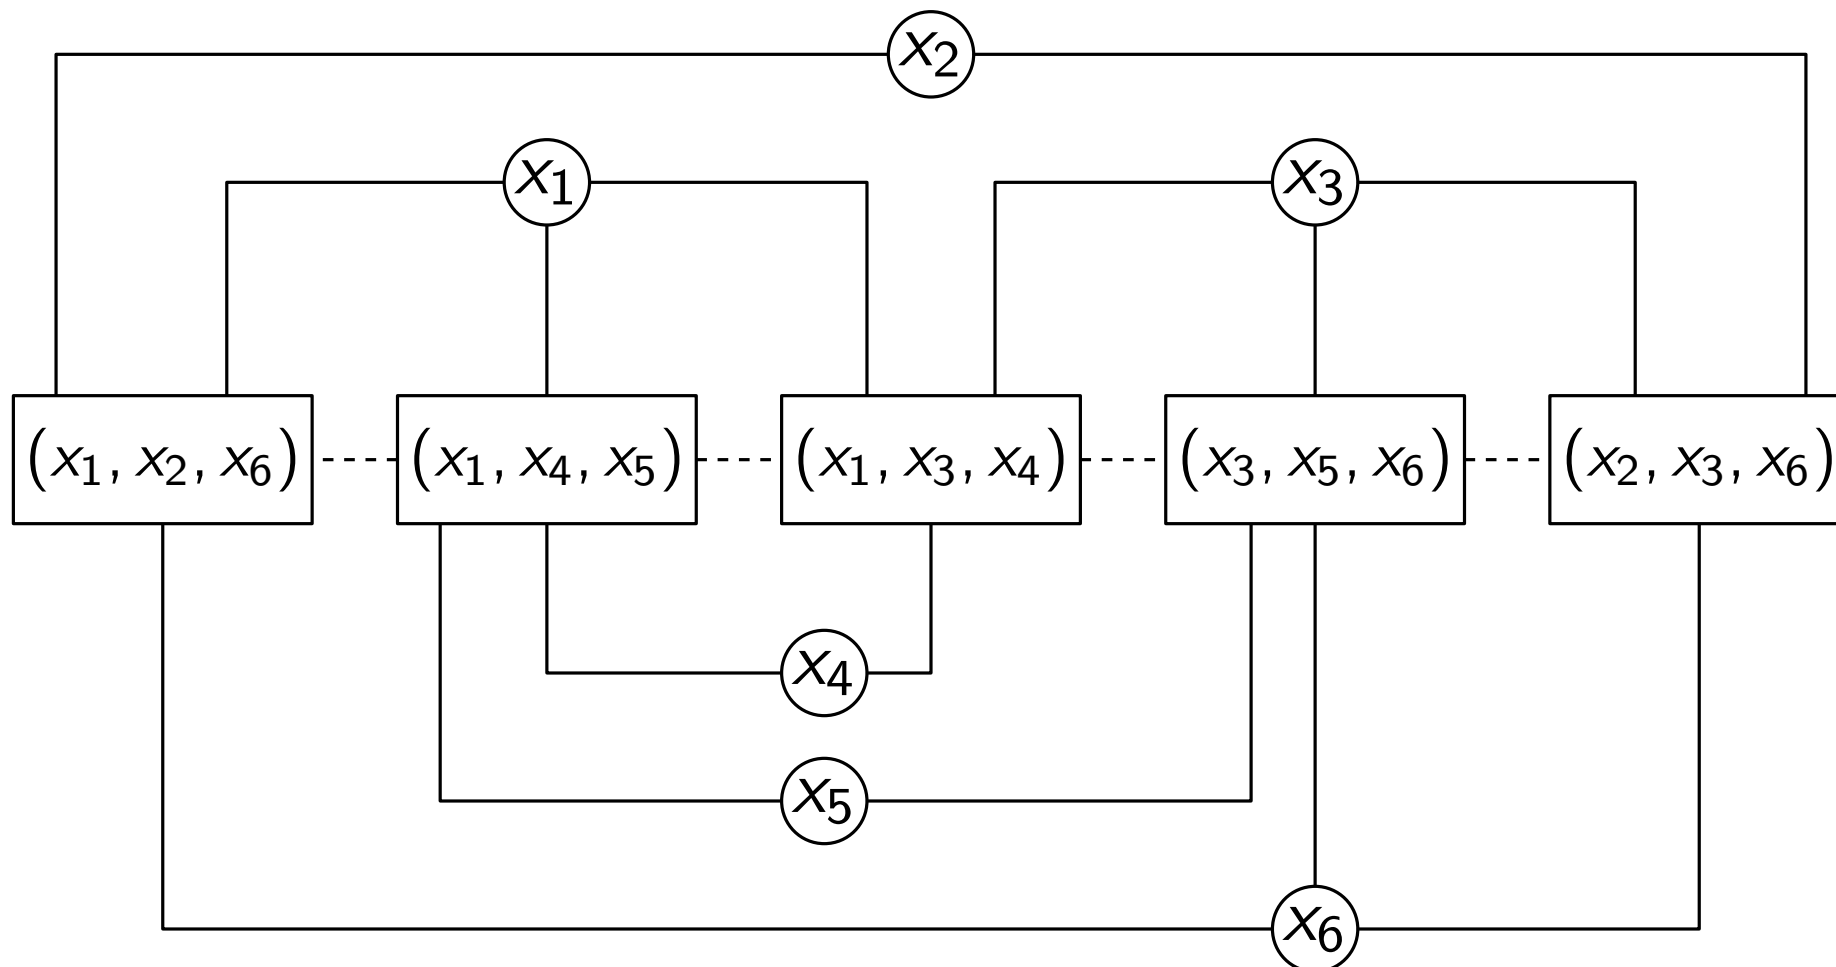 x₂
x₁ x₃
(x₁, x₂, x₆) (x₁, x₄, x₅) (x₁, x₃, x₄) (x₃, x₅, x₆) (x₂, x₃, x₆)
x₄
x₅
x₆